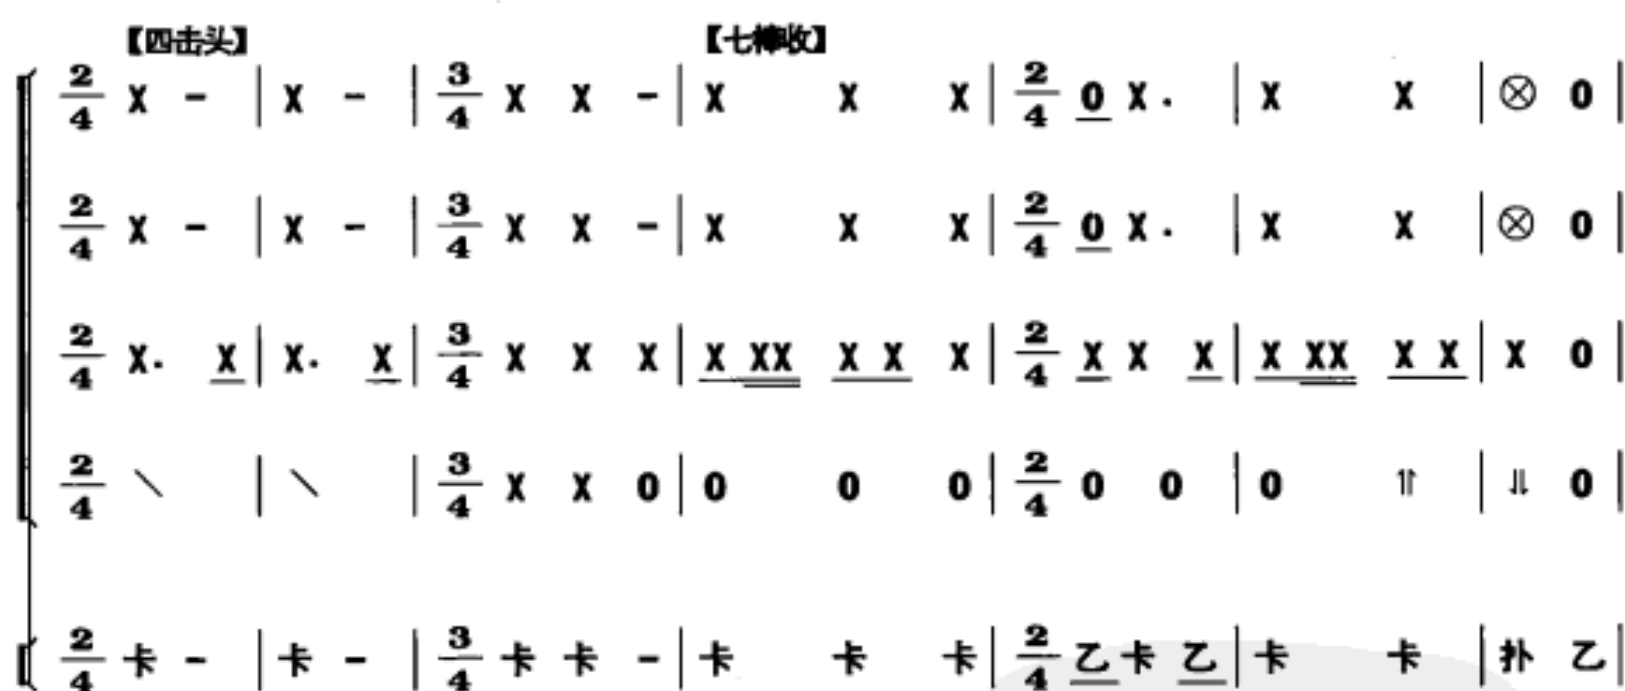 【四击头】 【七棒收】
2/4 X - | X - | 3/4 X X - | X X X | 2/4 0 X . | X X | ⊗ 0 |
2/4 X - | X - | 3/4 X X - | X X X | 2/4 0 X . | X X | ⊗ 0 |
2/4 X. X | X. X | 3/4 X X X | X XX X X X | 2/4 X X X | X XX X X | X 0 |
2/4 \ | \ | 3/4 X X 0 | 0 0 0 | 2/4 0 0 | 0 ⇈ | ⇊ 0 |
2/4 卡 - | 卡 - | 3/4 卡 卡 - | 卡 卡 卡 | 2/4 乙 卡 乙 | 卡 卡 | 扑 乙 |